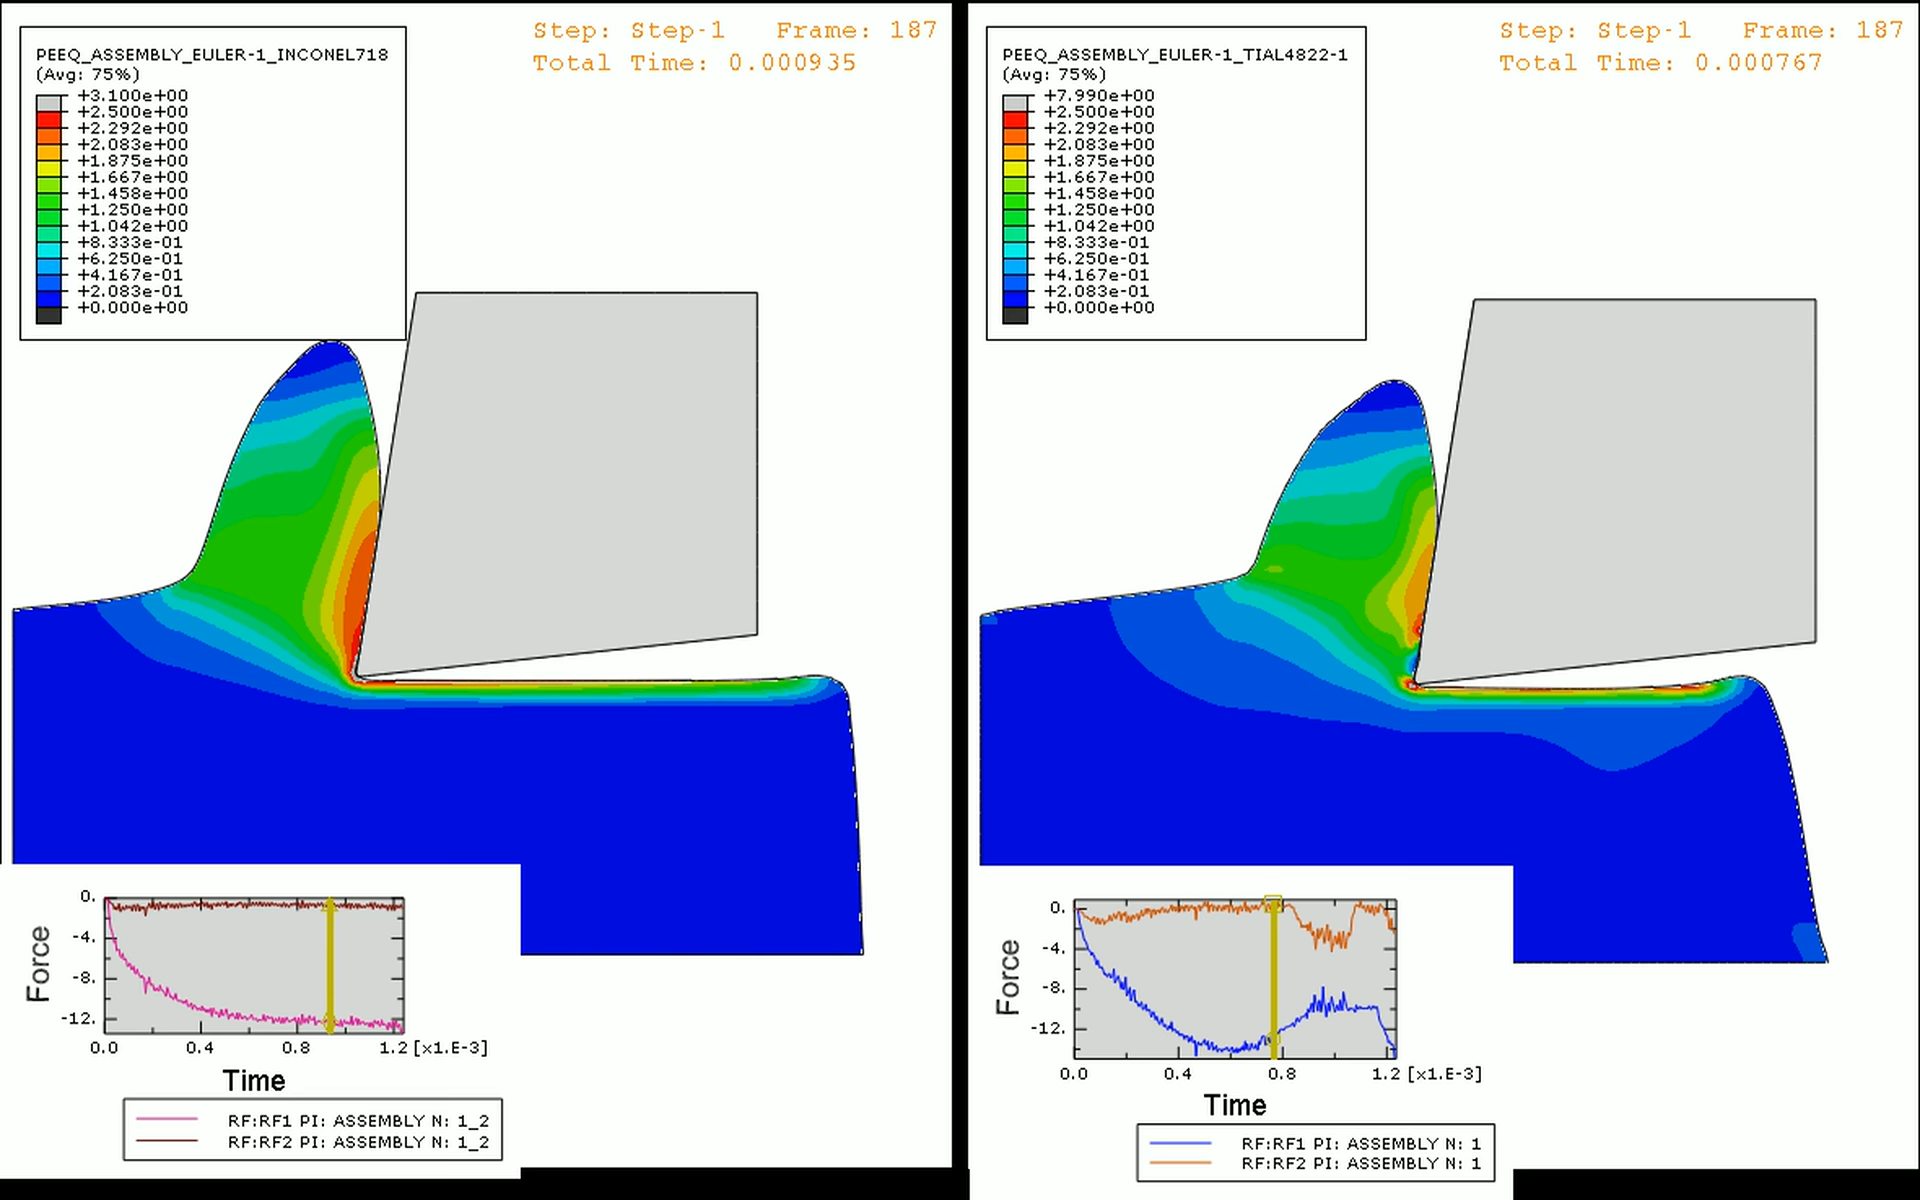 Step: Step-1   Frame: 187
Total Time: 0.000935
PEEQ_ASSEMBLY_EULER-1_INCONEL718
(Avg: 75%)
+3.100e+00
+2.500e+00
+2.292e+00
+2.083e+00
+1.875e+00
+1.667e+00
+1.458e+00
+1.250e+00
+1.042e+00
+8.333e-01
+6.250e-01
+4.167e-01
+2.083e-01
+0.000e+00
Force
0.
-4.
-8.
-12.
0.0 0.4 0.8 1.2 [x1.E-3]
Time
RF:RF1 PI: ASSEMBLY N: 1_2
RF:RF2 PI: ASSEMBLY N: 1_2
Step: Step-1   Frame: 187
Total Time: 0.000767
PEEQ_ASSEMBLY_EULER-1_TIAL4822-1
(Avg: 75%)
+7.990e+00
+2.500e+00
+2.292e+00
+2.083e+00
+1.875e+00
+1.667e+00
+1.458e+00
+1.250e+00
+1.042e+00
+8.333e-01
+6.250e-01
+4.167e-01
+2.083e-01
+0.000e+00
Force
0.
-4.
-8.
-12.
0.0 0.4 0.8 1.2 [x1.E-3]
Time
RF:RF1 PI: ASSEMBLY N: 1
RF:RF2 PI: ASSEMBLY N: 1